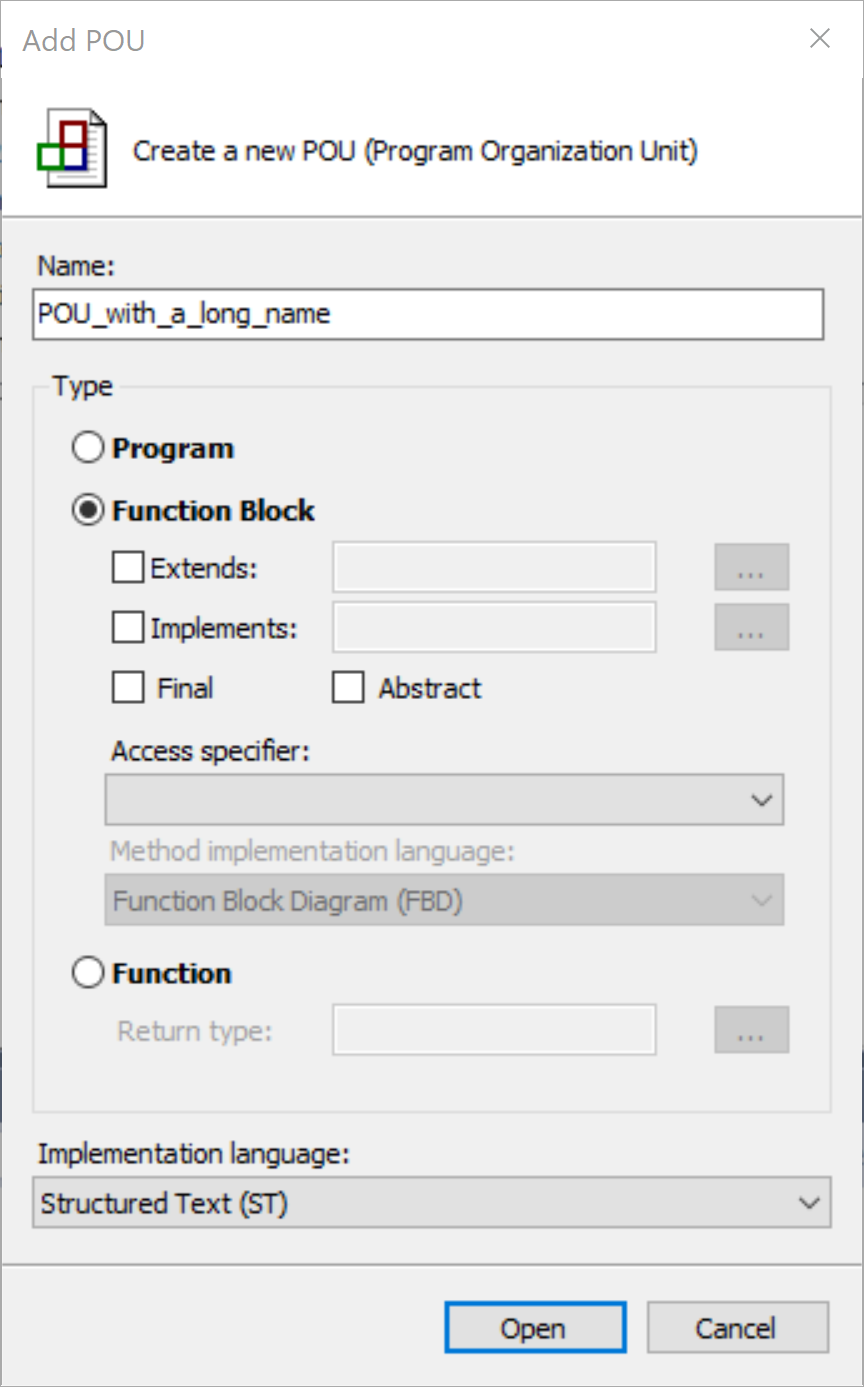 Add POU
Create a new POU (Program Organization Unit)
Name:
POU_with_a_long_name
Type
Program
Function Block
Extends: ...
Implements: ...
Final Abstract
Access specifier:
Method implementation language:
Function Block Diagram (FBD)
Function
Return type: ...
Implementation language:
Structured Text (ST)
Open Cancel